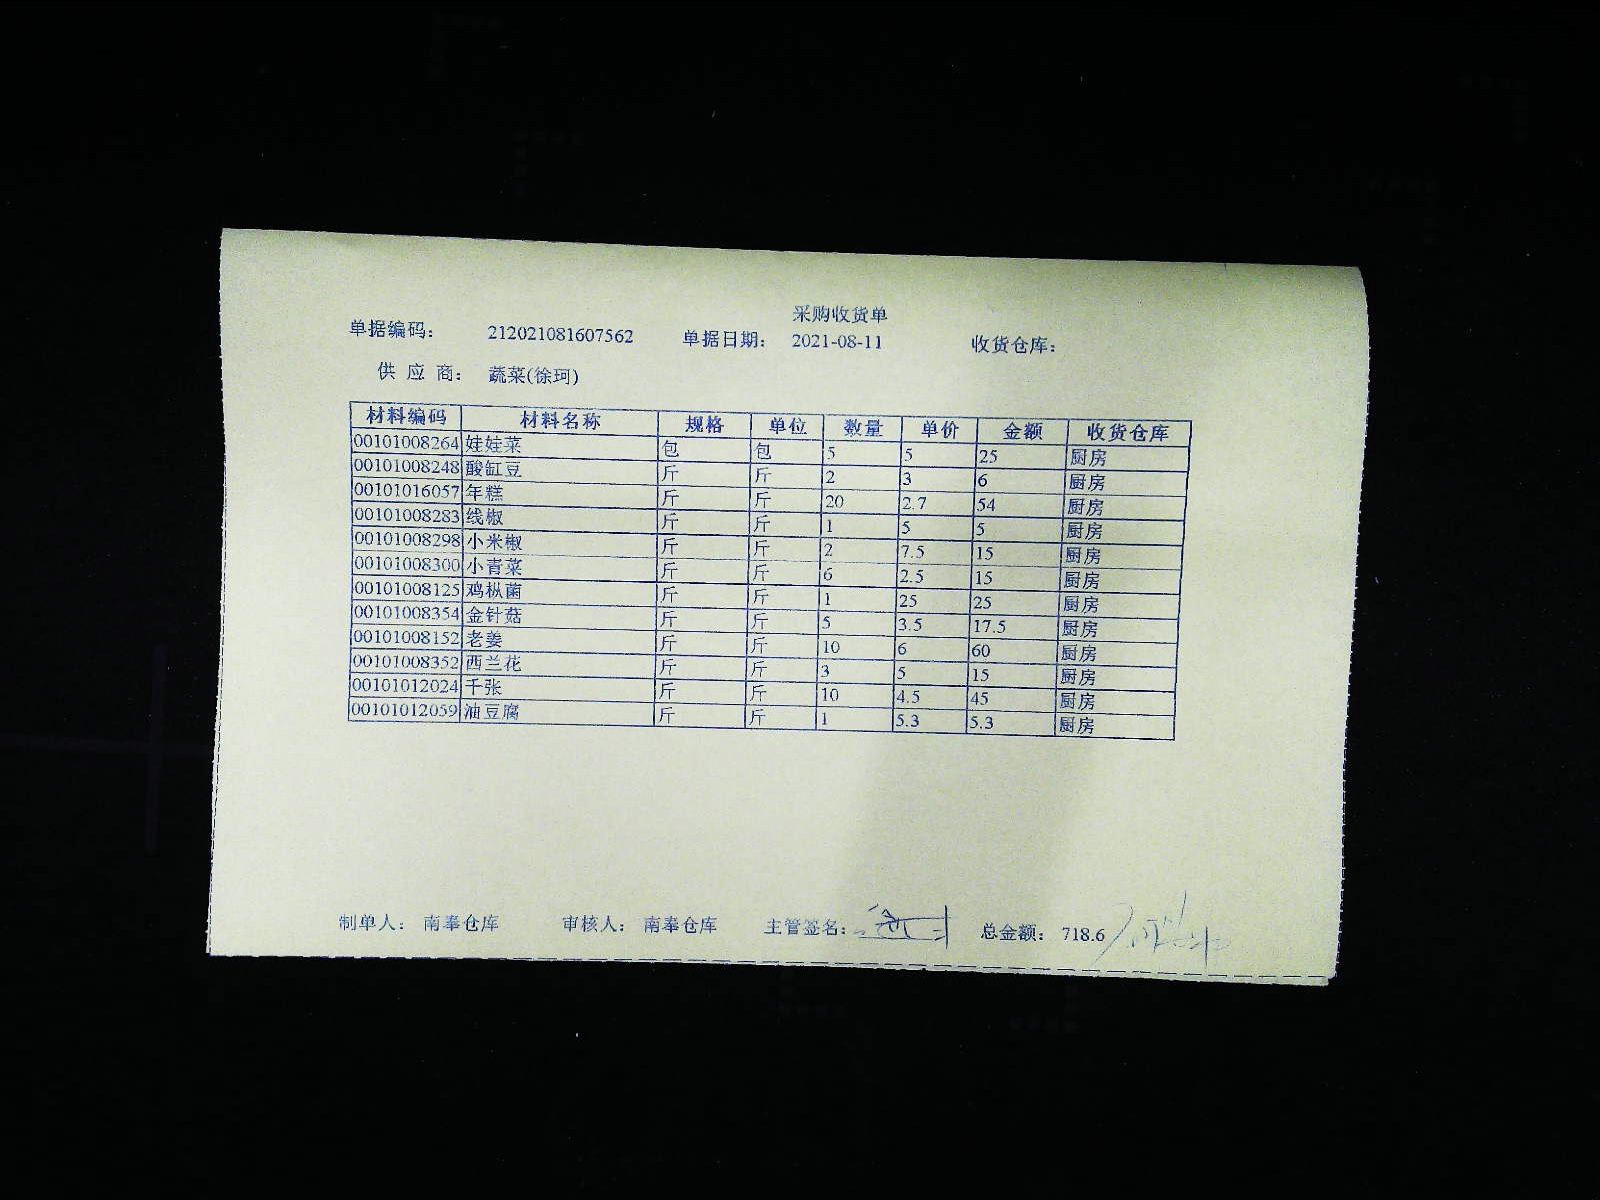 采购收货单
单据编码： 212021081607562 单据日期： 2021-08-11 收货仓库：
供 应 商： 蔬菜(徐珂)
材料编码 材料名称 规格 单位 数量 单价 金额 收货仓库
00101008264 娃娃菜 包 包 5 5 25 厨房
00101008248 酸缸豆 斤 斤 2 3 6 厨房
00101016057 年糕 斤 斤 20 2.7 54 厨房
00101008283 线椒 斤 斤 1 5 5 厨房
00101008298 小米椒 斤 斤 2 7.5 15 厨房
00101008300 小青菜 斤 斤 6 2.5 15 厨房
00101008125 鸡枞菌 斤 斤 1 25 25 厨房
00101008354 金针菇 斤 斤 5 3.5 17.5 厨房
00101008152 老姜 斤 斤 10 6 60 厨房
00101008352 西兰花 斤 斤 3 5 15 厨房
00101012024 千张 斤 斤 10 4.5 45 厨房
00101012059 油豆腐 斤 斤 1 5.3 5.3 厨房
制单人： 南奉仓库 审核人： 南奉仓库 主管签名： 总金额： 718.6